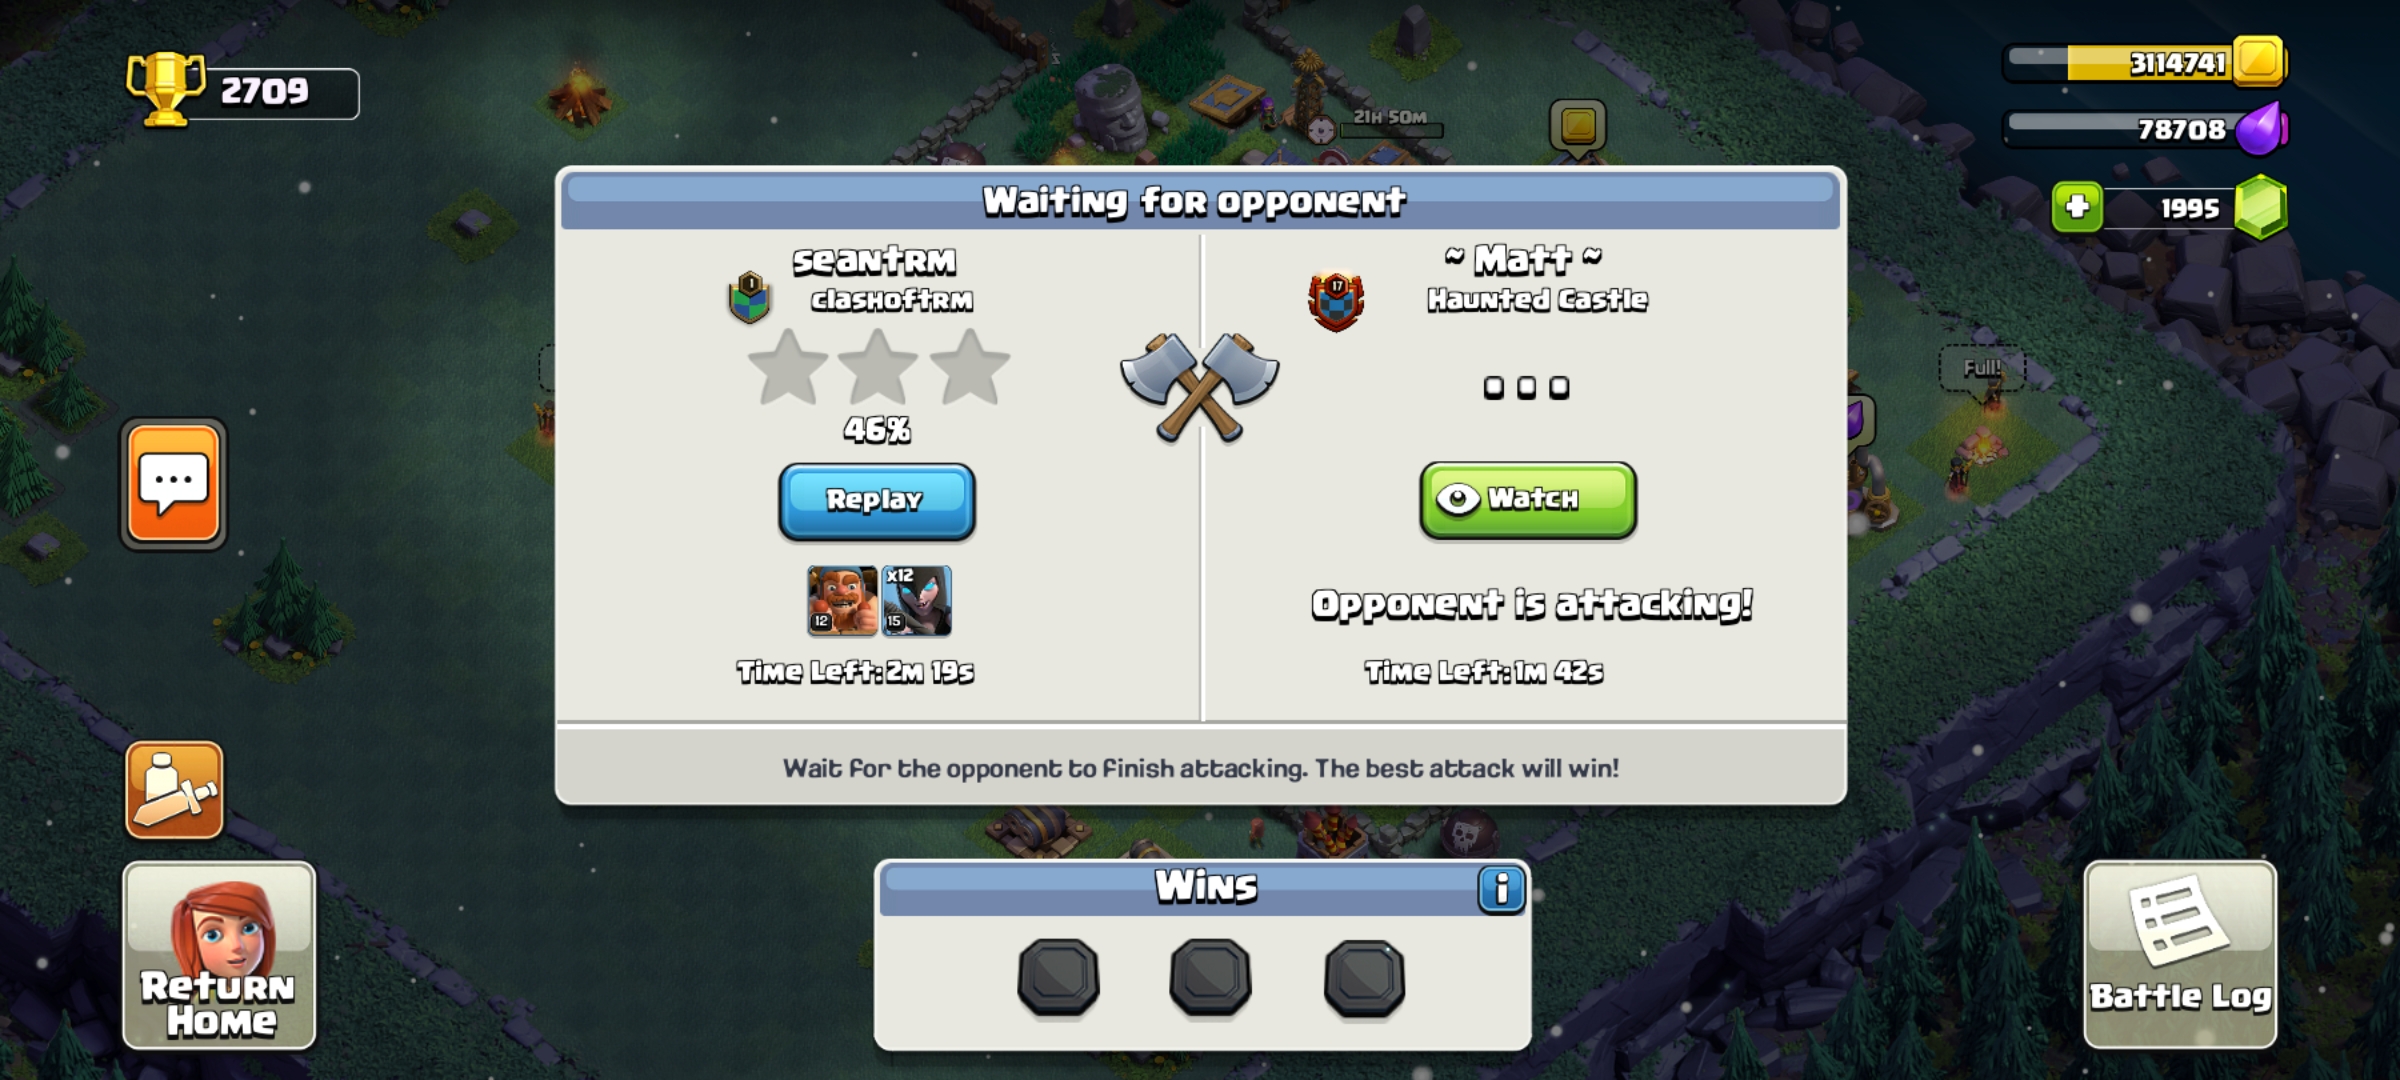 2709
3114741
78708
1995
21H 50M
Waiting for opponent
seantrm
1
clashoftrm
~ Matt ~
17
Haunted Castle
46%
Replay
Watch
x12
12
15
Opponent is attacking!
Time Left: 2M 19s
Time Left: 1M 42s
Wait for the opponent to finish attacking. The best attack will win!
Full!
Wins
i
Return
Home
Battle Log